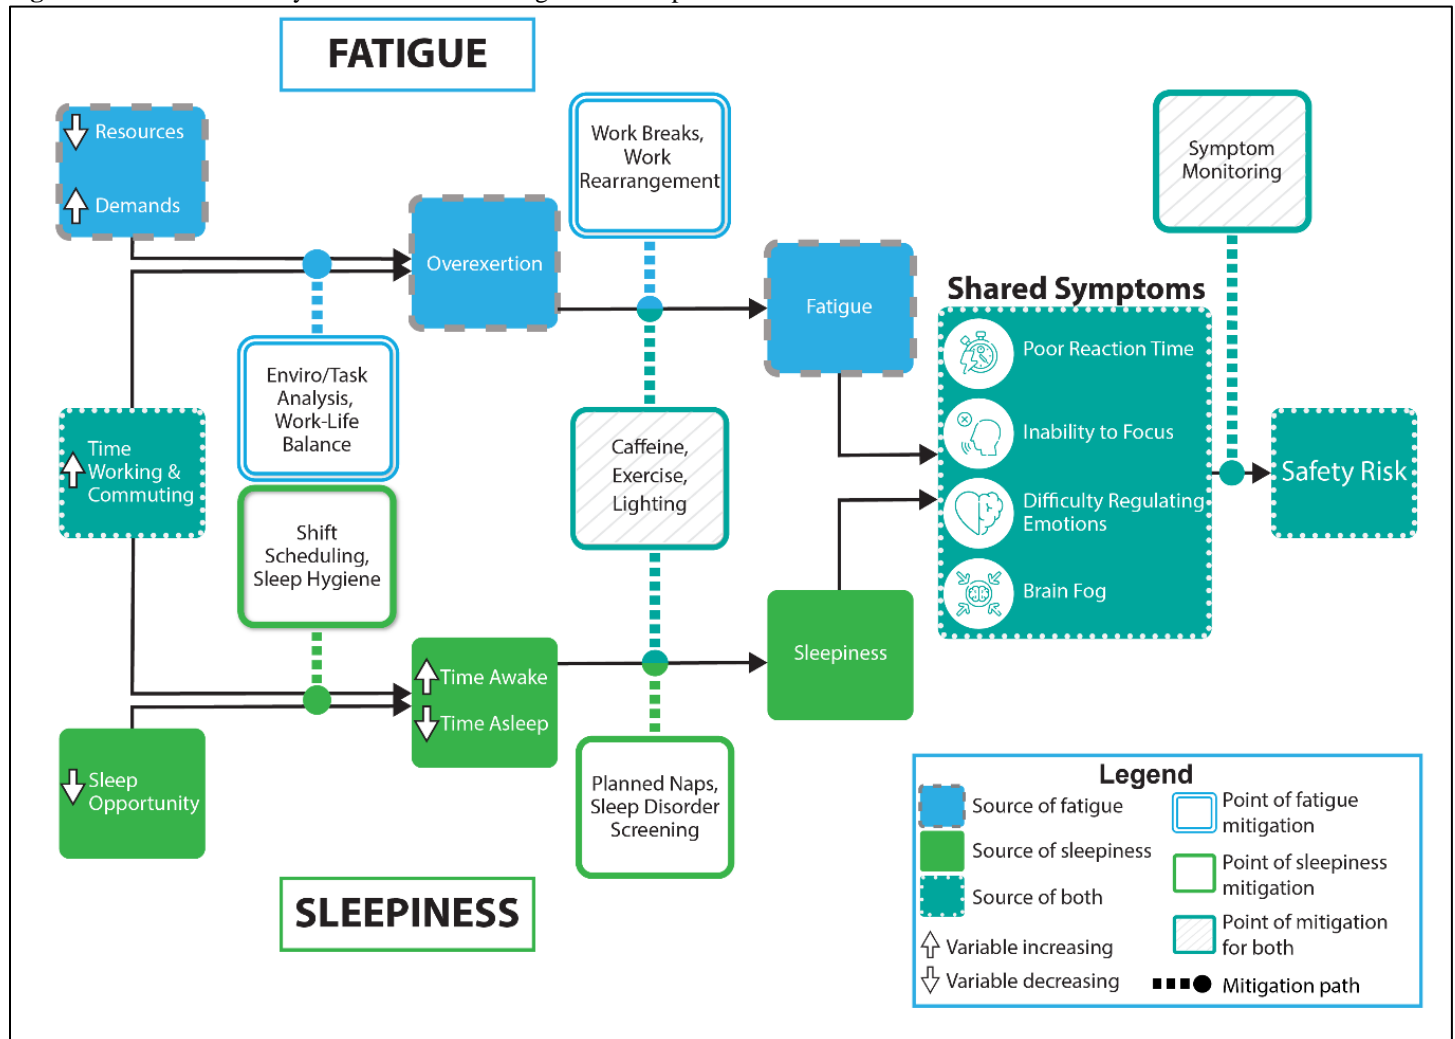 FATIGUE
Resources
Demands
Work Breaks,
Work
Rearrangement
Symptom
Monitoring
Overexertion
Fatigue
Shared Symptoms
Poor Reaction Time
Inability to Focus
Difficulty Regulating
Emotions
Brain Fog
Safety Risk
Enviro/Task
Analysis,
Work-Life
Balance
Time
Working &
Commuting
Caffeine,
Exercise,
Lighting
Shift
Scheduling,
Sleep Hygiene
Time Awake
Time Asleep
Sleepiness
Sleep
Opportunity
Planned Naps,
Sleep Disorder
Screening
SLEEPINESS
Legend
Source of fatigue
Source of sleepiness
Source of both
Variable increasing
Variable decreasing
Point of fatigue
mitigation
Point of sleepiness
mitigation
Point of mitigation
for both
Mitigation path